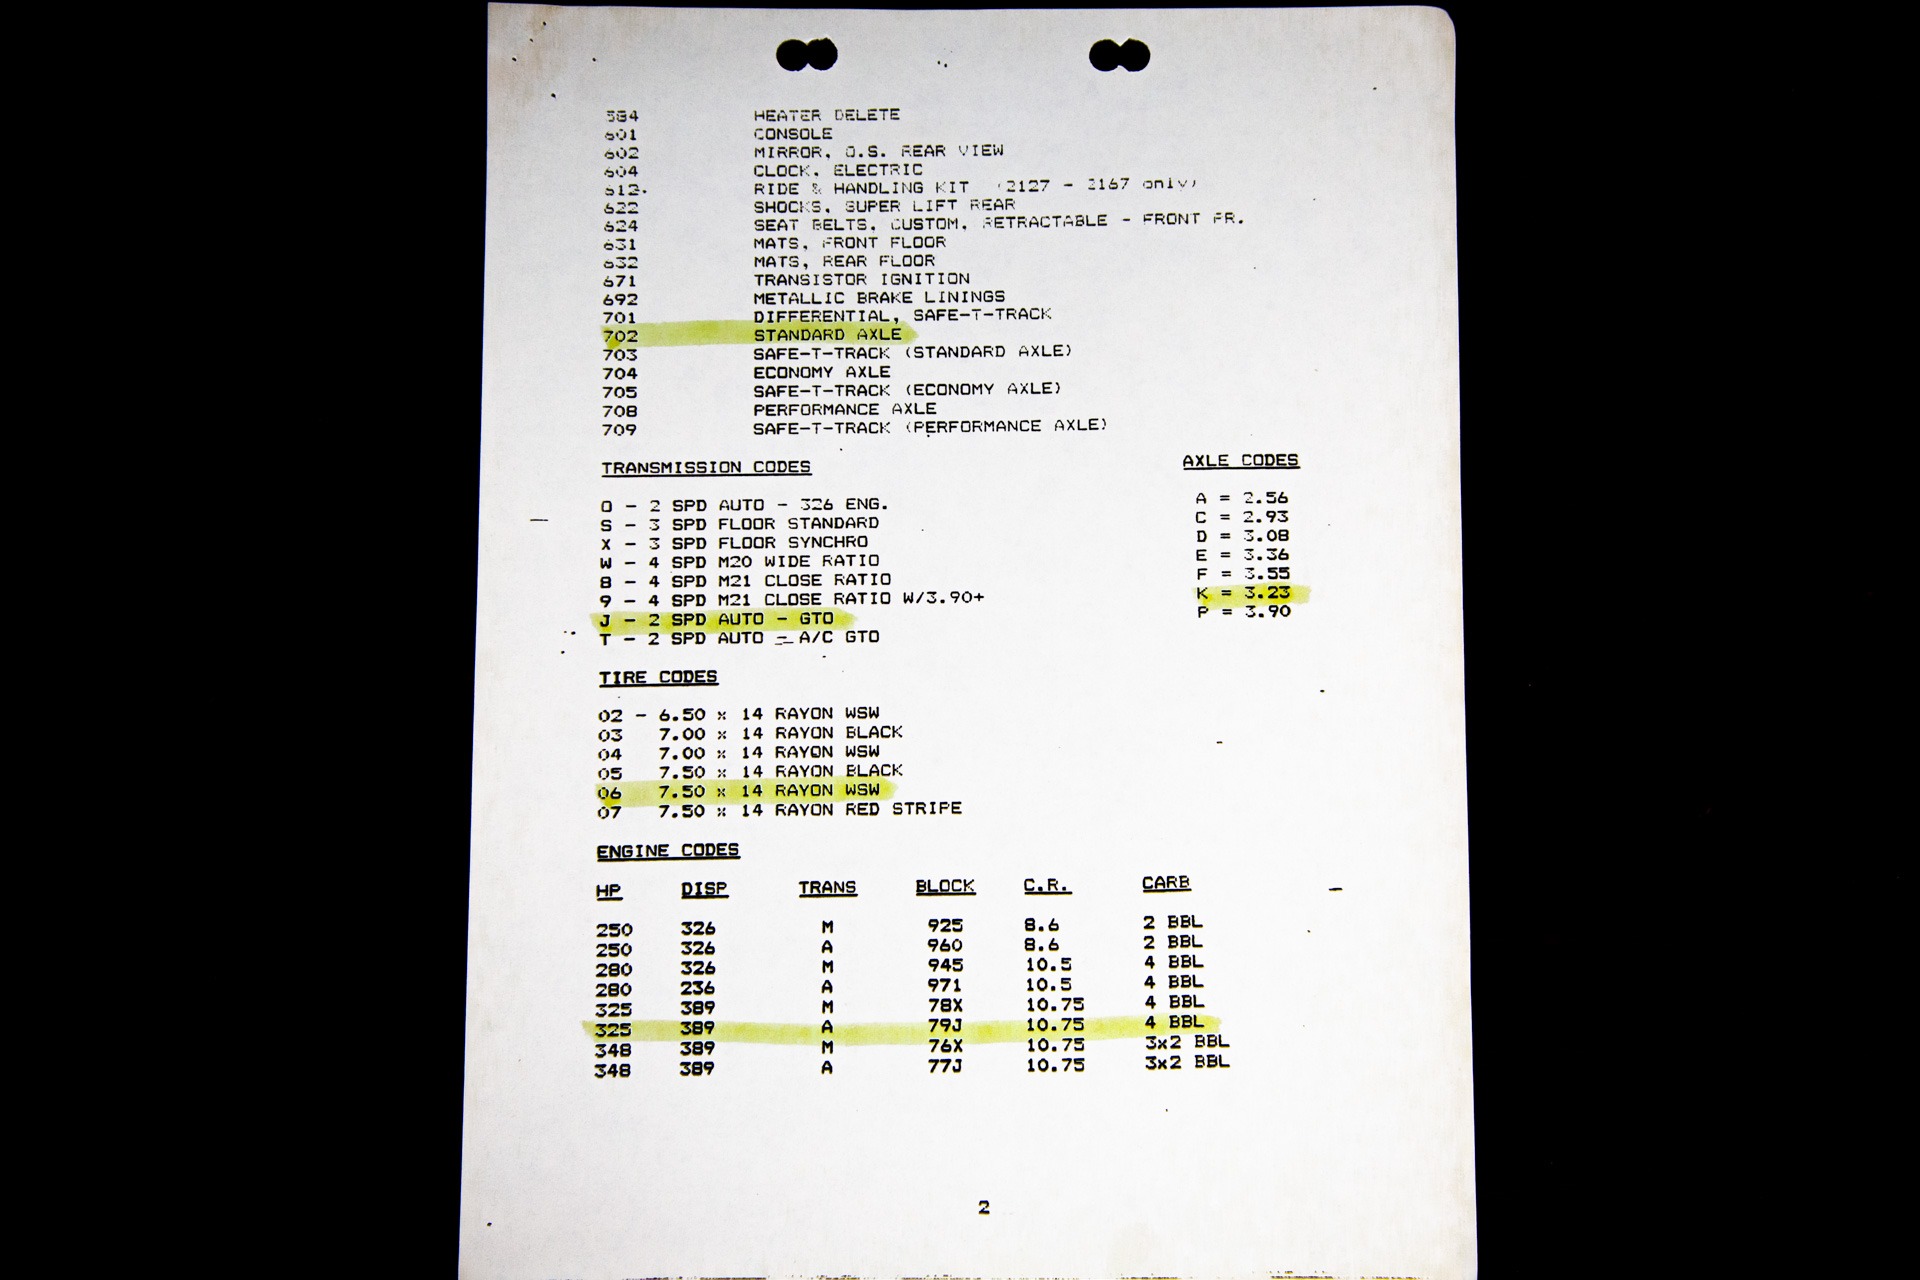 584 HEATER DELETE
601 CONSOLE
602 MIRROR, O.S. REAR VIEW
604 CLOCK, ELECTRIC
612. RIDE & HANDLING KIT (2127 - 2167 only)
622 SHOCKS, SUPER LIFT REAR
624 SEAT BELTS, CUSTOM, RETRACTABLE - FRONT FR.
631 MATS, FRONT FLOOR
632 MATS, REAR FLOOR
671 TRANSISTOR IGNITION
692 METALLIC BRAKE LININGS
701 DIFFERENTIAL, SAFE-T-TRACK
702 STANDARD AXLE
703 SAFE-T-TRACK (STANDARD AXLE)
704 ECONOMY AXLE
705 SAFE-T-TRACK (ECONOMY AXLE)
708 PERFORMANCE AXLE
709 SAFE-T-TRACK (PERFORMANCE AXLE)
TRANSMISSION CODES
O - 2 SPD AUTO - 326 ENG.
S - 3 SPD FLOOR STANDARD
X - 3 SPD FLOOR SYNCHRO
W - 4 SPD M20 WIDE RATIO
8 - 4 SPD M21 CLOSE RATIO
9 - 4 SPD M21 CLOSE RATIO W/3.90+
J - 2 SPD AUTO - GTO
T - 2 SPD AUTO - A/C GTO
AXLE CODES
A = 2.56
C = 2.93
D = 3.08
E = 3.36
F = 3.55
K = 3.23
P = 3.90
TIRE CODES
02 - 6.50 x 14 RAYON WSW
03 7.00 x 14 RAYON BLACK
04 7.00 x 14 RAYON WSW
05 7.50 x 14 RAYON BLACK
06 7.50 x 14 RAYON WSW
07 7.50 x 14 RAYON RED STRIPE
ENGINE CODES
HP DISP TRANS BLOCK C.R. CARB
250 326 M 925 8.6 2 BBL
250 326 A 960 8.6 2 BBL
280 326 M 945 10.5 4 BBL
280 236 A 971 10.5 4 BBL
325 389 M 78X 10.75 4 BBL
325 389 A 79J 10.75 4 BBL
348 389 M 76X 10.75 3x2 BBL
348 389 A 77J 10.75 3x2 BBL
2